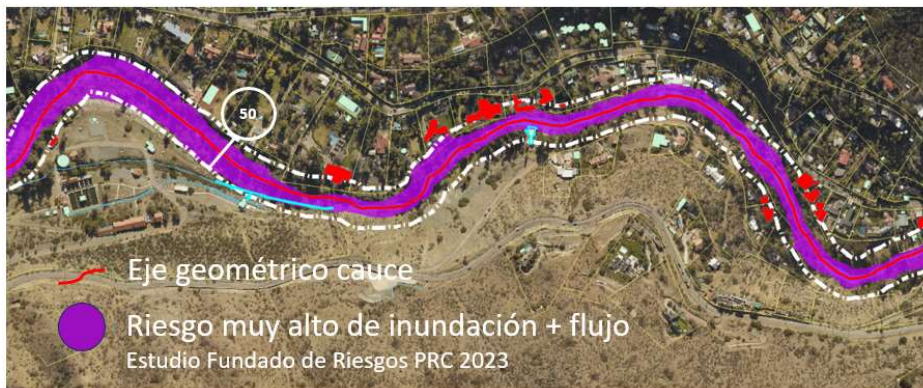 50
Eje geométrico cauce
Riesgo muy alto de inundación + flujo
Estudio Fundado de Riesgos PRC 2023